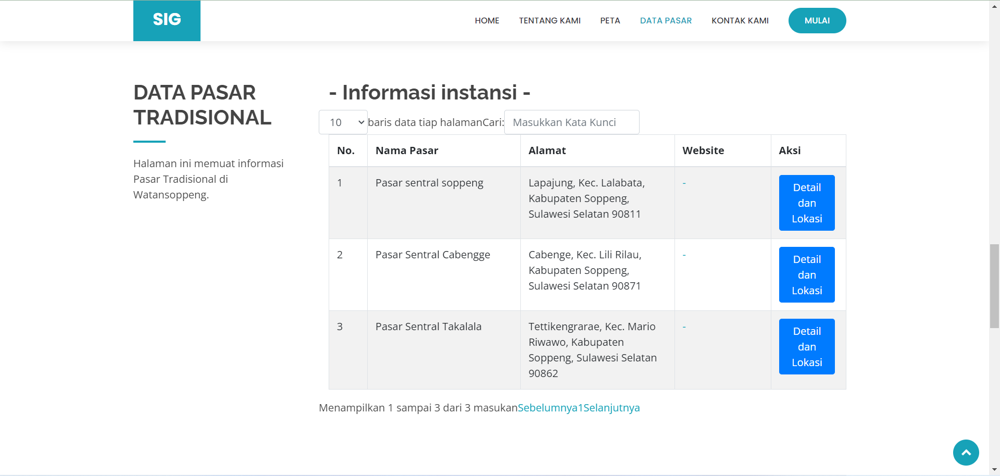 SIG
HOME TENTANG KAMI PETA DATA PASAR KONTAK KAMI MULAI
DATA PASAR
TRADISIONAL
Halaman ini memuat informasi
Pasar Tradisional di
Watansoppeng.
- Informasi instansi -
10 baris data tiap halamanCari: Masukkan Kata Kunci
No. Nama Pasar Alamat Website Aksi
1 Pasar sentral soppeng Lapajung, Kec. Lalabata, - Detail
Kabupaten Soppeng, dan
Sulawesi Selatan 90811 Lokasi
2 Pasar Sentral Cabengge Cabenge, Kec. Lili Rilau, - Detail
Kabupaten Soppeng, dan
Sulawesi Selatan 90871 Lokasi
3 Pasar Sentral Takalala Tettikengrarae, Kec. Mario - Detail
Riwawo, Kabupaten dan
Soppeng, Sulawesi Selatan Lokasi
90862
Menampilkan 1 sampai 3 dari 3 masukanSebelumnya1Selanjutnya